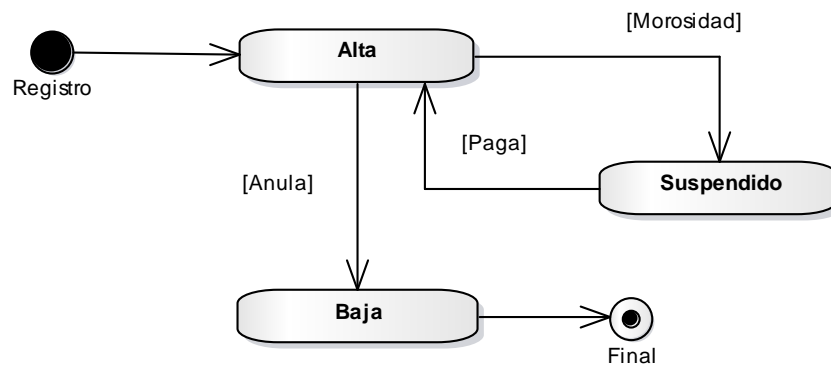 [Morosidad]
Alta
Registro
[Paga]
[Anula]
Suspendido
Baja
Final